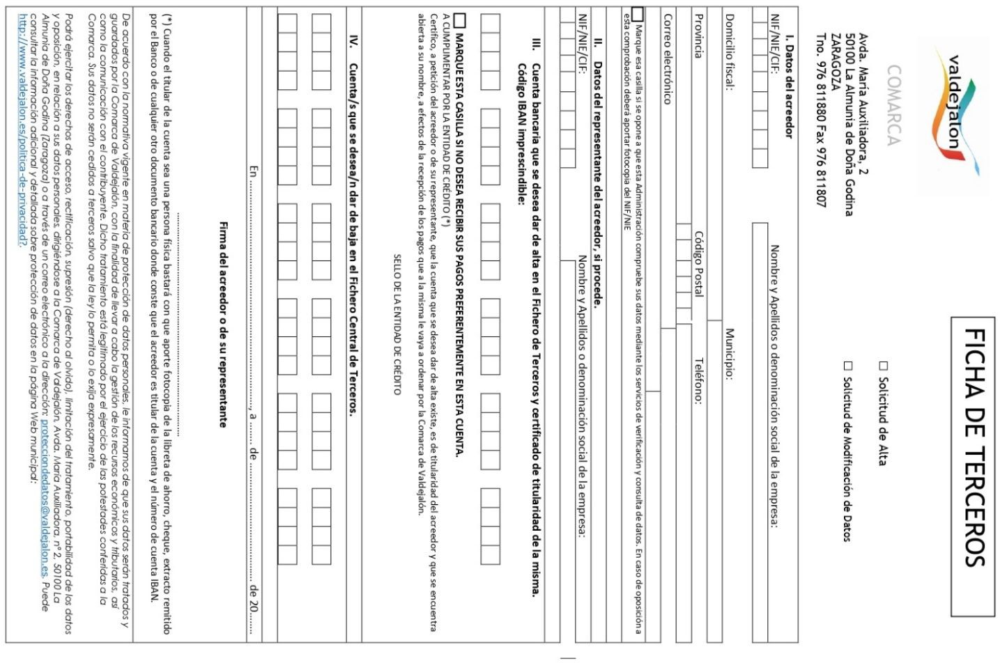 valdejalon
COMARCA
FICHA DE TERCEROS
Avda. María Auxiliadora, 2
50100 La Almunia de Doña Godina
ZARAGOZA
Tno. 976 811880 Fax 976 811807
☐ Solicitud de Alta
☐ Solicitud de Modificación de Datos
I. Datos del acreedor
NIF/NIE/CIF: Nombre y Apellidos o denominación social de la empresa:
Domicilio fiscal: Municipio:
Provincia Código Postal Teléfono:
Correo electrónico
Marque esa casilla si se opone a que esta Administración compruebe sus datos mediante los servicios de verificación y consulta de datos. En caso de oposición a
esta comprobación deberá aportar fotocopia del NIF/NIE
II. Datos del representante del acreedor, si procede.
NIF/NIE/CIF: Nombre y Apellidos o denominación social de la empresa:
III. Cuenta bancaria que se desea dar de alta en el Fichero de Terceros y certificado de titularidad de la misma.
Código IBAN imprescindible:
MARQUE ESTA CASILLA SI NO DESEA RECIBIR SUS PAGOS PREFERENTEMENTE EN ESTA CUENTA.
A CUMPLIMENTAR POR LA ENTIDAD DE CRÉDITO (*)
Certifico, a petición del acreedor o de su representante, que la cuenta que se desea dar de alta existe, es de titularidad del acreedor y que se encuentra
abierta a su nombre, a efectos de la recepción de los pagos que a la misma le vaya a ordenar por la Comarca de Valdejalón.
SELLO DE LA ENTIDAD DE CRÉDITO
IV. Cuenta/s que se desea/n dar de baja en el Fichero Central de Terceros.
En ........................................................................, a ........ de ........................................ de 20........
Firma del acreedor o de su representante
........................................................................
(*) Cuando el titular de la cuenta sea una persona física bastará con que aporte fotocopia de la libreta de ahorro, cheque, extracto remitido
por el Banco o de cualquier otro documento bancario donde conste que el acreedor es titular de la cuenta y el número de cuenta IBAN.
De acuerdo con la normativa vigente en materia de protección de datos personales, le informamos de que sus datos serán tratados y
guardados por la Comarca de Valdejalón, con la finalidad de llevar a cabo la gestión de los recursos económicos y tributarios, así
como la comunicación con el contribuyente. Dicho tratamiento está legitimado por el ejercicio de las potestades conferidas a la
Comarca. Sus datos no serán cedidos a terceros salvo que la ley lo permita o lo exija expresamente.
Podrá ejercitar los derechos de acceso, rectificación, supresión (derecho al olvido), limitación del tratamiento, portabilidad de los datos
y oposición, en relación a sus datos personales, dirigiéndose a la Comarca de Valdejalón, Avda. María Auxiliadora, nº 2, 50100 La
Almunia de Doña Godina (Zaragoza) o a través de un correo electrónico a la dirección: protecciondedatos@valdejalon.es. Puede
consultar la información adicional y detallada sobre protección de datos en la página Web municipal:
http://www.valdejalon.es/politica-de-privacidad?.